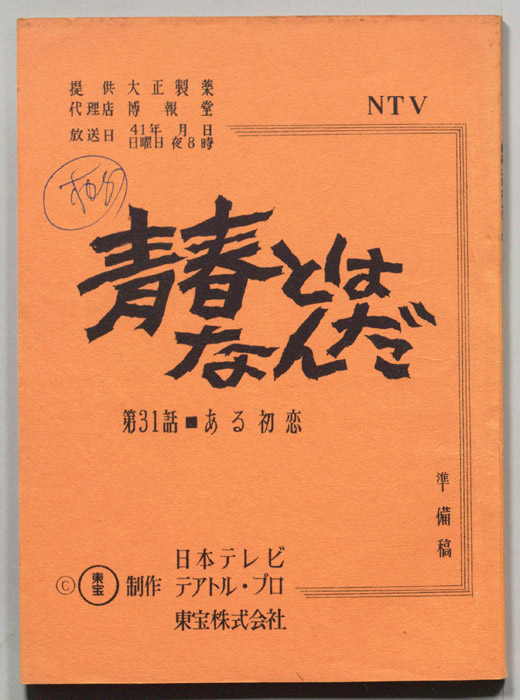 提供 大正製薬
代理店 博報堂
放送日 41年 月 日
日曜日 夜8時
NTV
青春とは
なんだ
第31話■ある初恋
準備稿
日本テレビ
© 東宝 制作 テアトル・プロ
東宝株式会社